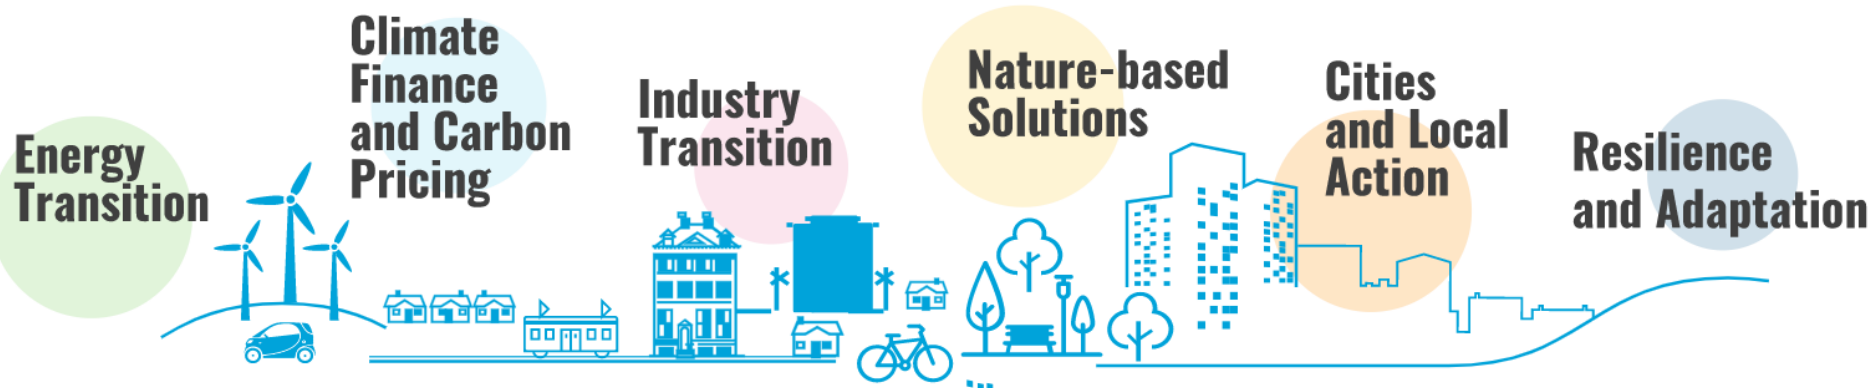 Energy
Transition
Climate
Finance
and Carbon
Pricing
Industry
Transition
Nature-based
Solutions
Cities
and Local
Action
Resilience
and Adaptation